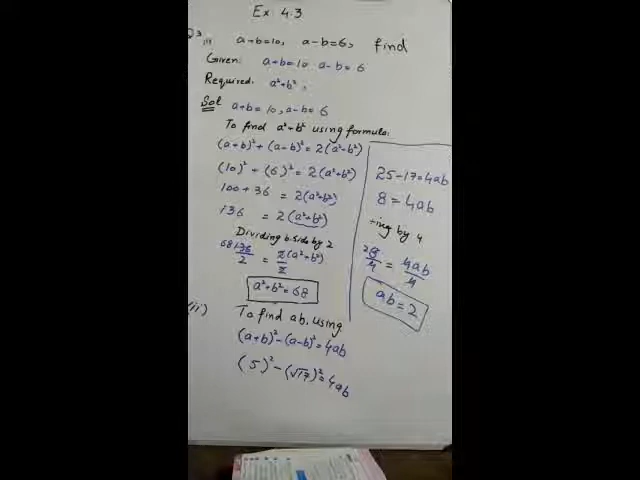 Ex 4.3
Q3 (i) a+b=10, a-b=6, find
Given: a+b=10 a-b=6
Required: a²+b²,
Sol a+b=10, a-b=6
To find a²+b² using formula:
(a+b)²+(a-b)²=2(a²-b²)
(10)²+(6)²=2(a²+b²)
100+36 =2(a²+b²)
136 =2(a²+b²)
Dividing b.side by 2
68 136/2 = 2(a²+b²)/2
a²+b²=68
(ii) To find ab, using
(a+b)²-(a-b)²=4ab
(5)²-(√17)²=4ab
25-17=4ab
8=4ab
÷ing by 4
2 8/4 = 4ab/4
ab=2